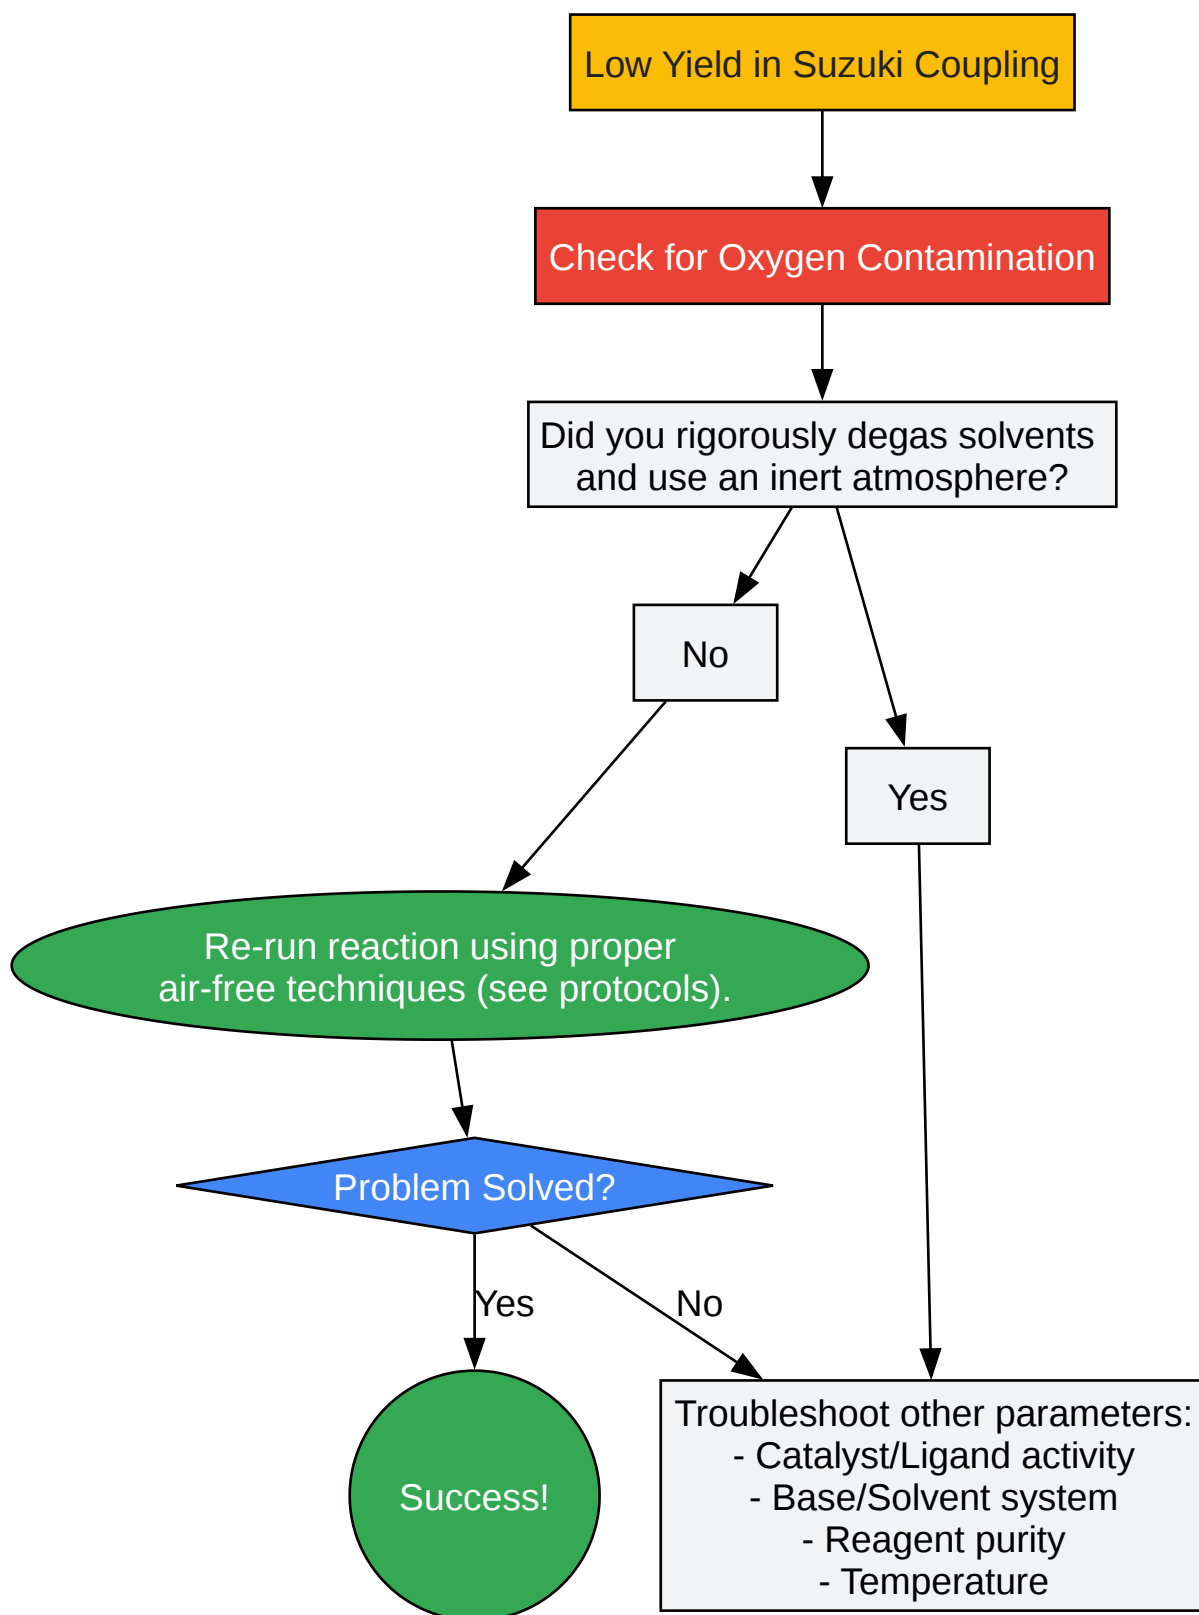 Low Yield in Suzuki Coupling
Check for Oxygen Contamination
Did you rigorously degas solvents
and use an inert atmosphere?
No
Yes
Re-run reaction using proper
air-free techniques (see protocols).
Problem Solved?
Yes
No
Success!
Troubleshoot other parameters:
- Catalyst/Ligand activity
- Base/Solvent system
- Reagent purity
- Temperature